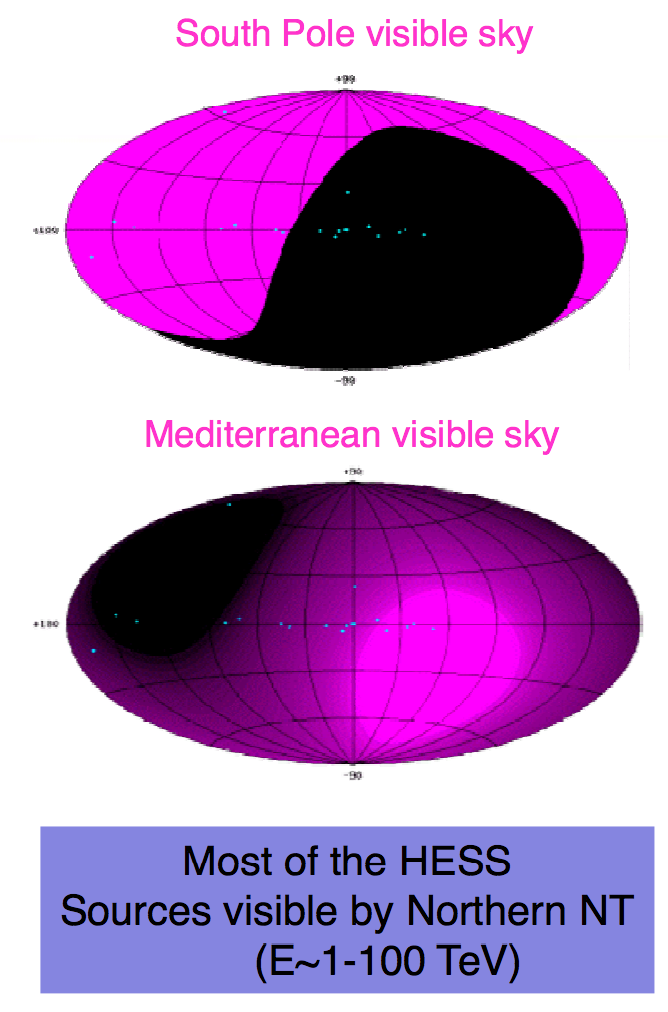 South Pole visible sky
+90
+180
-90
Mediterranean visible sky
+90
+180
-90
Most of the HESS
Sources visible by Northern NT
(E~1-100 TeV)